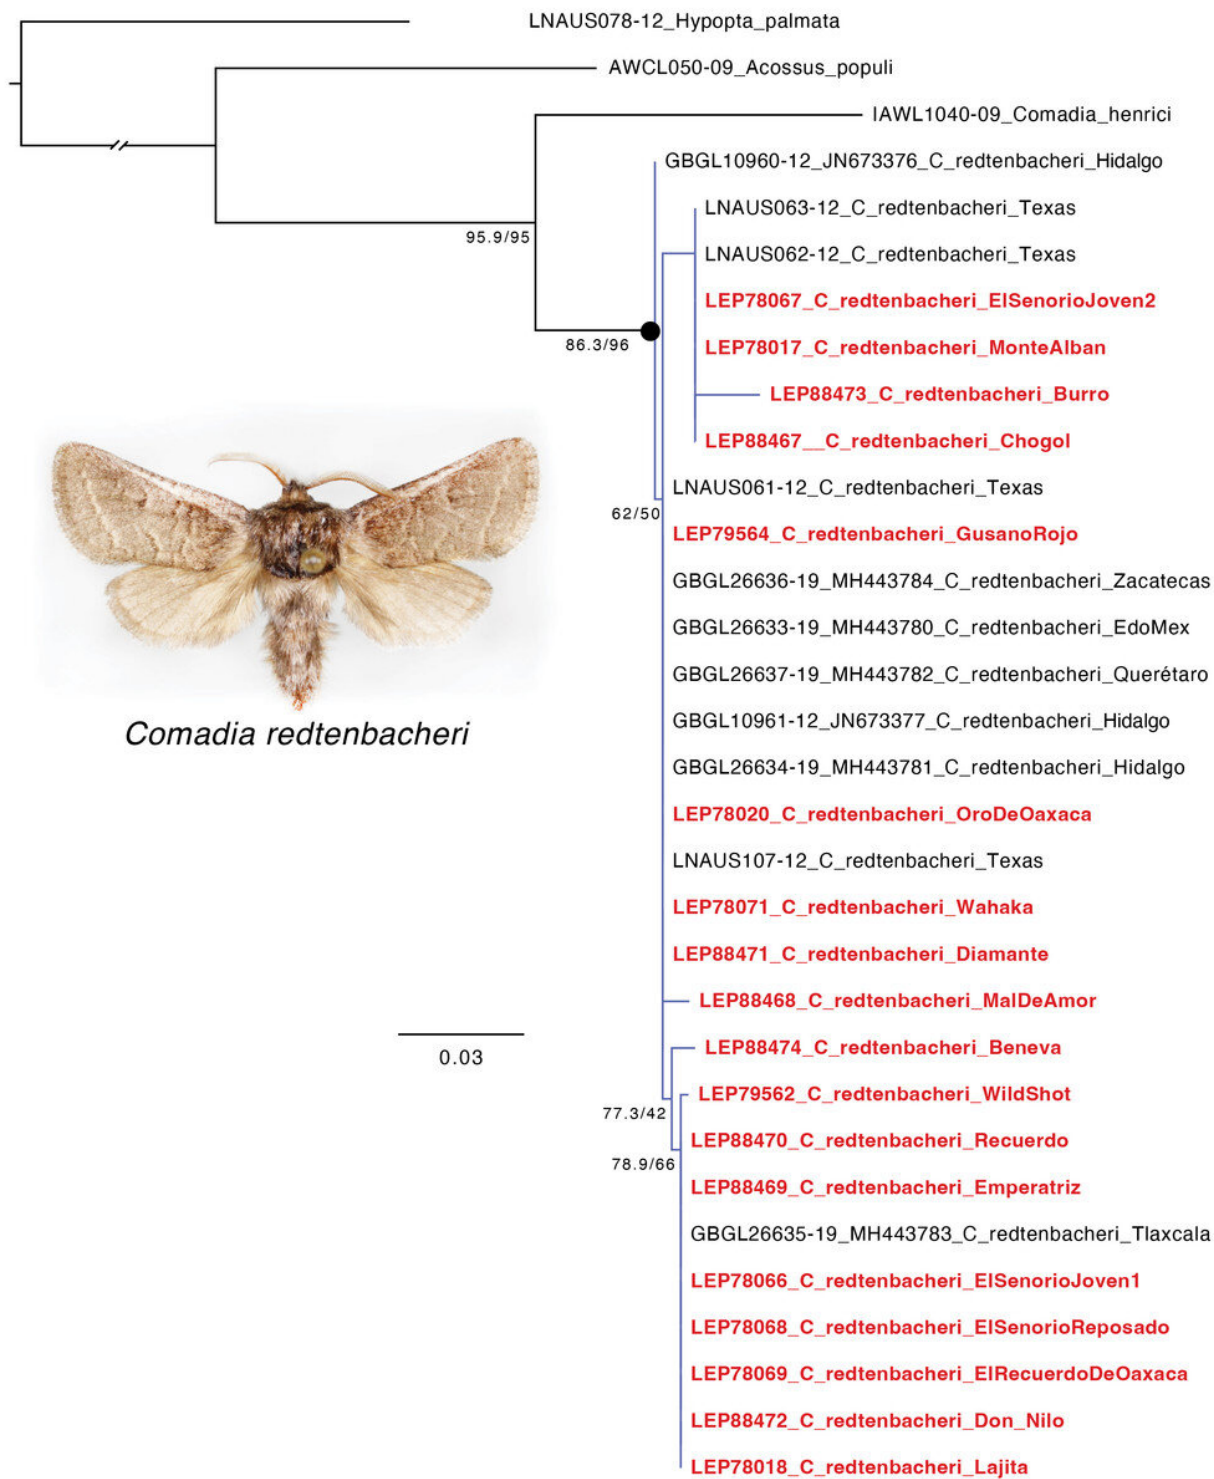 LNAUS078-12_Hypopta_palmata
AWCL050-09_Acossus_populi
IAWL1040-09_Comadia_henrici
GBGL10960-12_JN673376_C_redtenbacheri_Hidalgo
LNAUS063-12_C_redtenbacheri_Texas
95.9/95
LNAUS062-12_C_redtenbacheri_Texas
LEP78067_C_redtenbacheri_ElSenorioJoven2
86.3/96
LEP78017_C_redtenbacheri_MonteAlban
LEP88473_C_redtenbacheri_Burro
LEP88467__C_redtenbacheri_Chogol
LNAUS061-12_C_redtenbacheri_Texas
62/50
LEP79564_C_redtenbacheri_GusanoRojo
GBGL26636-19_MH443784_C_redtenbacheri_Zacatecas
GBGL26633-19_MH443780_C_redtenbacheri_EdoMex
GBGL26637-19_MH443782_C_redtenbacheri_Querétaro
GBGL10961-12_JN673377_C_redtenbacheri_Hidalgo
Comadia redtenbacheri
GBGL26634-19_MH443781_C_redtenbacheri_Hidalgo
LEP78020_C_redtenbacheri_OroDeOaxaca
LNAUS107-12_C_redtenbacheri_Texas
LEP78071_C_redtenbacheri_Wahaka
LEP88471_C_redtenbacheri_Diamante
LEP88468_C_redtenbacheri_MalDeAmor
0.03
LEP88474_C_redtenbacheri_Beneva
LEP79562_C_redtenbacheri_WildShot
77.3/42
LEP88470_C_redtenbacheri_Recuerdo
78.9/66
LEP88469_C_redtenbacheri_Emperatriz
GBGL26635-19_MH443783_C_redtenbacheri_Tlaxcala
LEP78066_C_redtenbacheri_ElSenorioJoven1
LEP78068_C_redtenbacheri_ElSenorioReposado
LEP78069_C_redtenbacheri_ElRecuerdoDeOaxaca
LEP88472_C_redtenbacheri_Don_Nilo
LEP78018_C_redtenbacheri_Lajita